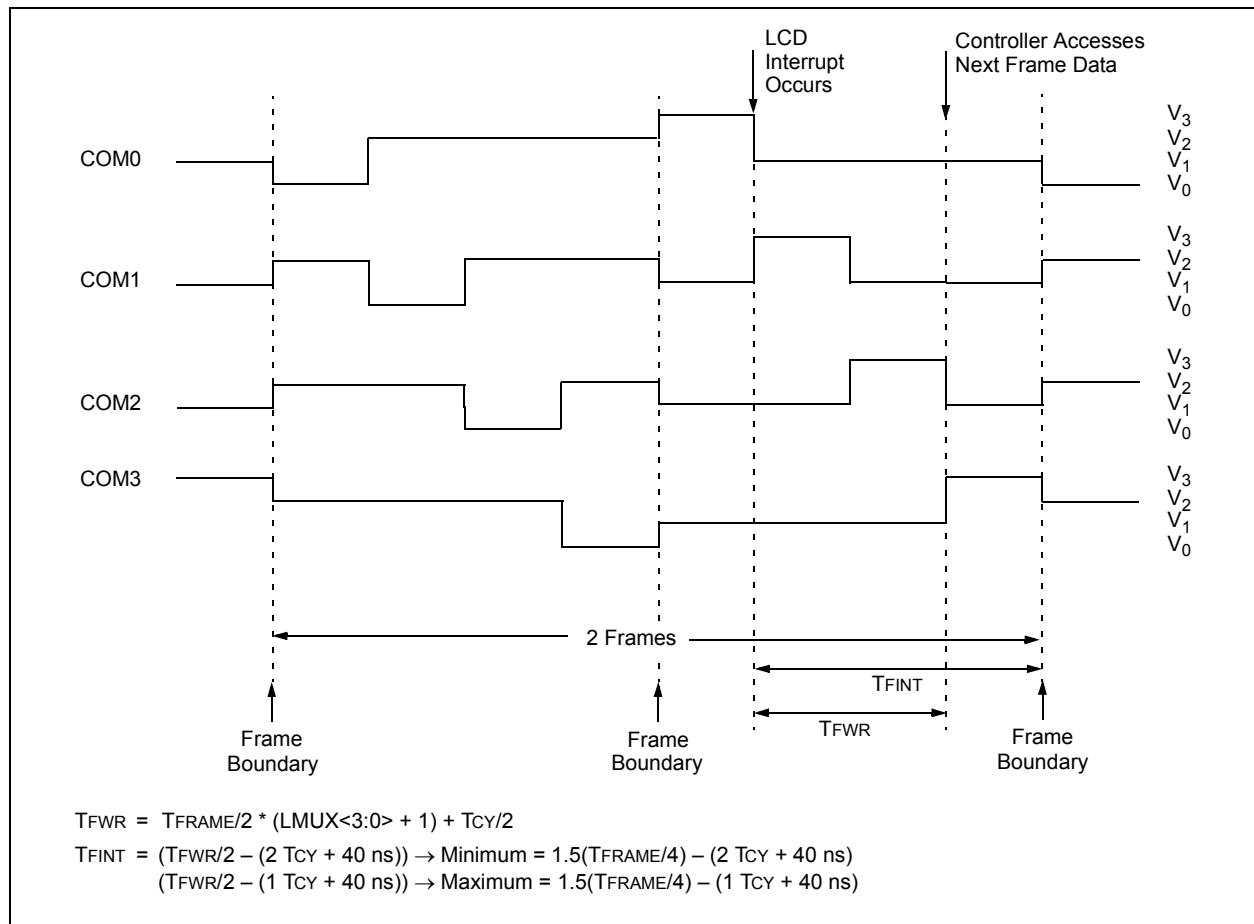 LCD
Interrupt
Occurs
Controller Accesses
Next Frame Data
COM0
V3
V2
V1
V0
COM1
V3
V2
V1
V0
COM2
V3
V2
V1
V0
COM3
V3
V2
V1
V0
2 Frames
TFINT
TFWR
Frame
Boundary
Frame
Boundary
Frame
Boundary
TFWR = TFRAME/2 * (LMUX<3:0> + 1) + TCY/2
TFINT = (TFWR/2 – (2 TCY + 40 ns)) → Minimum = 1.5(TFRAME/4) – (2 TCY + 40 ns)
(TFWR/2 – (1 TCY + 40 ns)) → Maximum = 1.5(TFRAME/4) – (1 TCY + 40 ns)